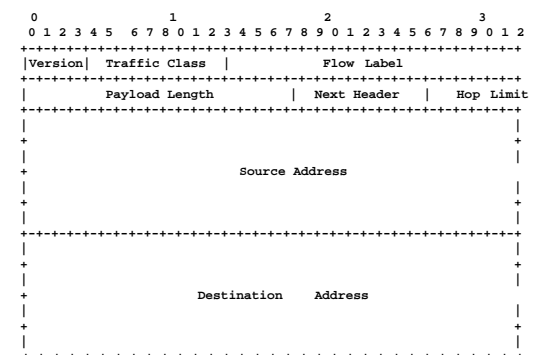 0 1 2 3
0 1 2 3 4 5 6 7 8 0 1 2 3 4 5 6 7 8 9 0 1 2 3 4 5 6 7 8 9 0 1 2
+-+-+-+-+-+-+-+-+-+-+-+-+-+-+-+-+-+-+-+-+-+-+-+-+-+-+-+-+-+-+-+-+
|Version| Traffic Class | Flow Label
+-+-+-+-+-+-+-+-+-+-+-+-+-+-+-+-+-+-+-+-+-+-+-+-+-+-+-+-+-+-+-+-+
| Payload Length | Next Header | Hop Limit
+-+-+-+-+-+-+-+-+-+-+-+-+-+-+-+-+-+-+-+-+-+-+-+-+-+-+-+-+-+-+-+-+
| |
+ +
| |
+ Source Address
| |
+ +
| |
+-+-+-+-+-+-+-+-+-+-+-+-+-+-+-+-+-+-+-+-+-+-+-+-+-+-+-+-+-+-+-+-+
| |
+ +
| |
+ Destination Address
| |
+ +
| |